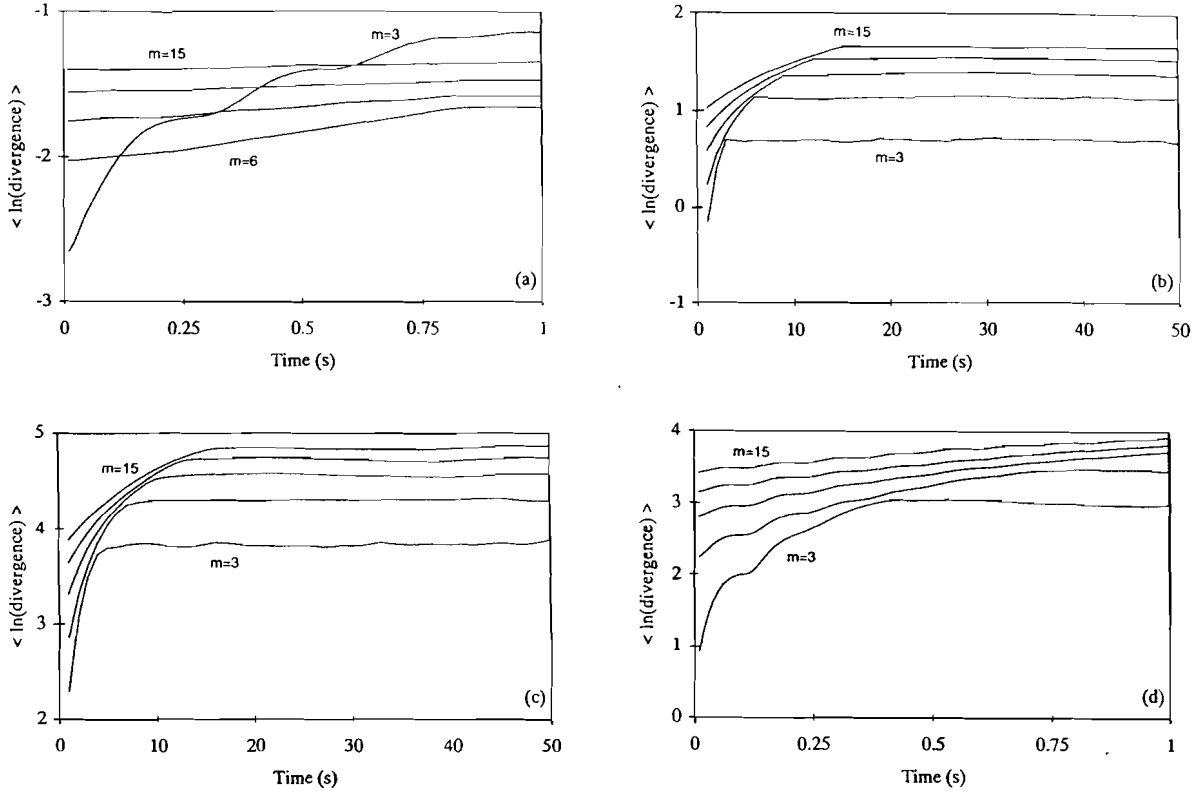 -1
-2
-3
< ln(divergence) >
m=15
m=3
m=6
(a)
0
0.25
0.5
0.75
1
Time (s)
2
1
0
-1
< ln(divergence) >
m=15
m=3
(b)
0
10
20
30
40
50
Time (s)
5
4
3
2
< ln(divergence) >
m=15
m=3
(c)
0
10
20
30
40
50
Time (s)
4
3
2
1
0
< ln(divergence) >
m=15
m=3
(d)
0
0.25
0.5
0.75
1
Time (s)